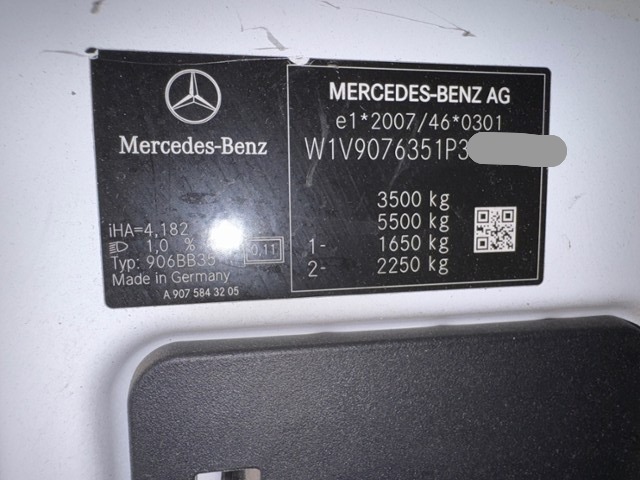 Mercedes-Benz
iHA=4,182
1,0 %
0,11
Typ: 906BB35
Made in Germany
A 907 584 32 05
MERCEDES-BENZ AG
e1*2007/46*0301
W1V9076351P3
3500 kg
5500 kg
1- 1650 kg
2- 2250 kg